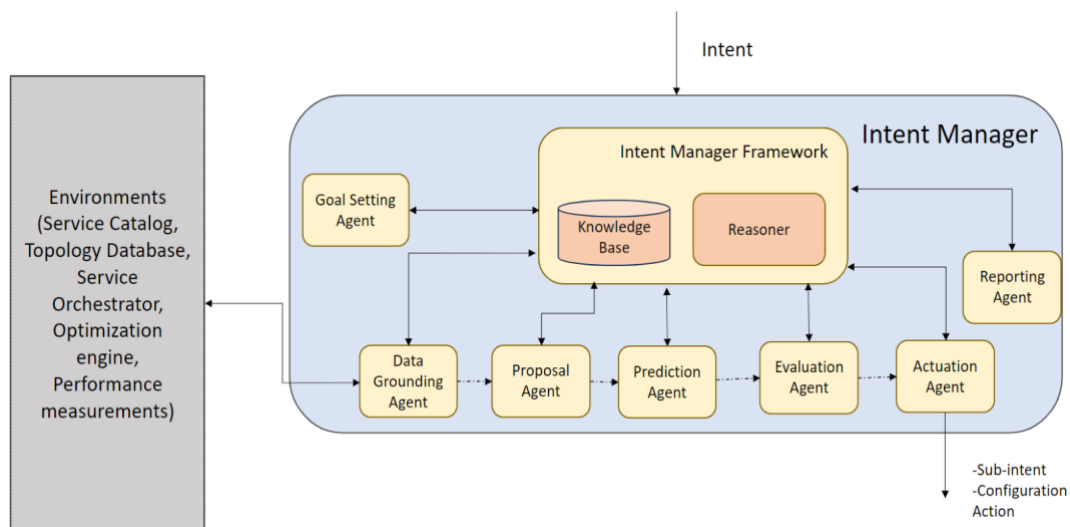 Intent
Intent Manager
Intent Manager Framework
Goal Setting
Agent
Knowledge
Base
Reasoner
Environments
(Service Catalog,
Topology Database,
Service
Orchestrator,
Optimization
engine,
Performance
measurements)
Reporting
Agent
Data
Grounding
Agent
Proposal
Agent
Prediction
Agent
Evaluation
Agent
Actuation
Agent
-Sub-intent
-Configuration
Action